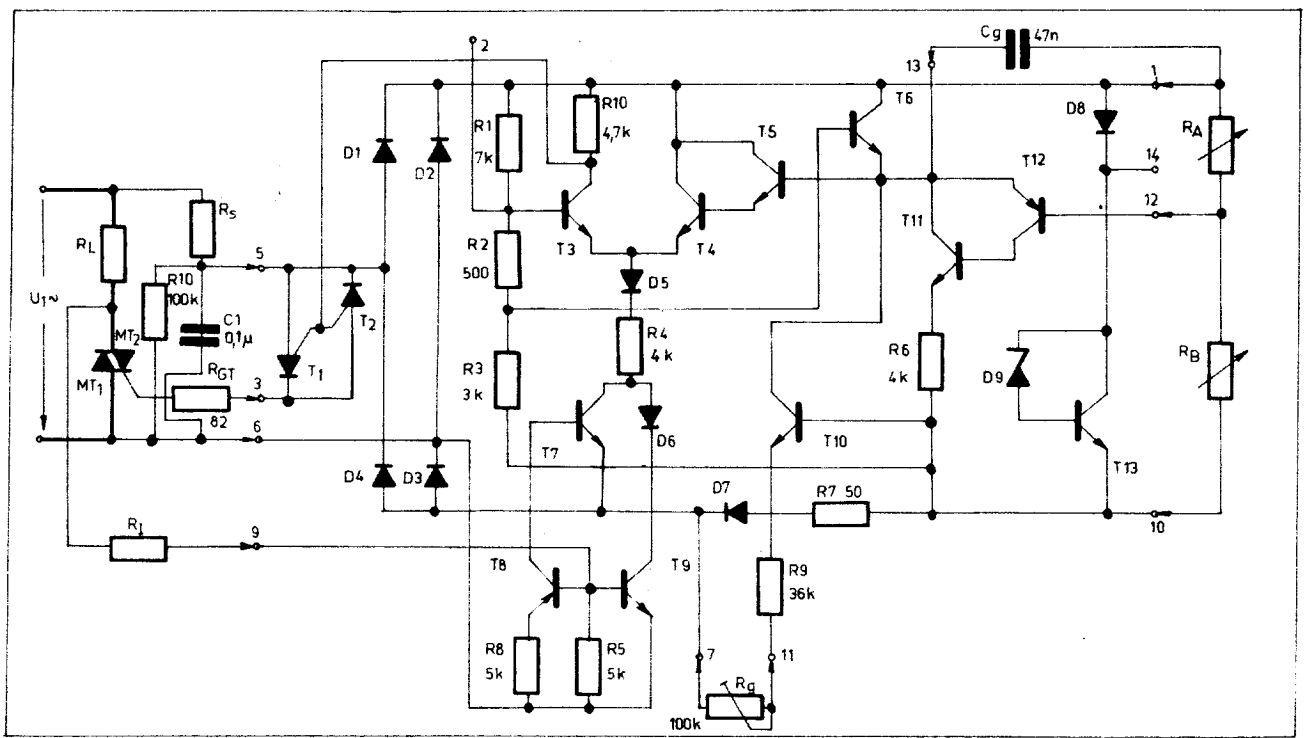 2
Cg
47n
13
1
T6
D8
R1
7k
R10
4,7k
T5
RA
D1
D2
T12
14
12
Rs
T3
T4
T11
RL
5
R2
500
D5
U1~
R10
100k
T2
C1
0,1µ
R4
4k
MT2
MT1
T1
R3
3k
R6
4k
D9
RB
RGT
3
82
6
D6
T7
T10
T13
D4
D3
D7
R7 50
10
RI
9
T8
T9
R9
36k
R8
5k
R5
5k
7
11
Rg
100k